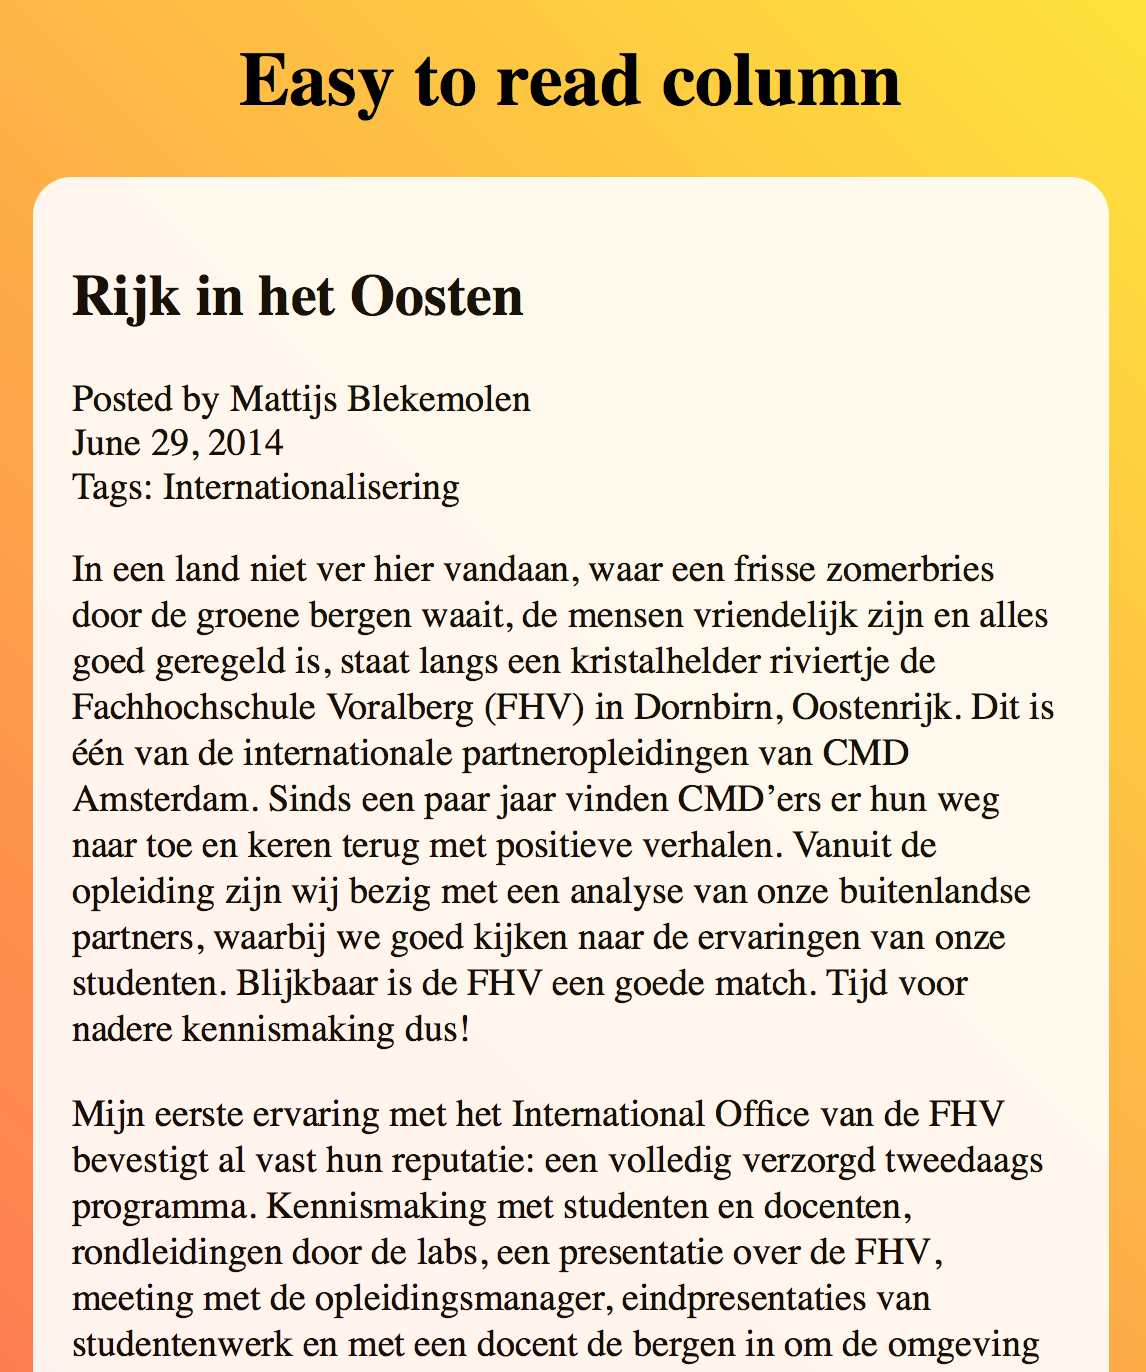 Easy to read column
Rijk in het Oosten
Posted by Mattijs Blekemolen
June 29, 2014
Tags: Internationalisering
In een land niet ver hier vandaan, waar een frisse zomerbries
door de groene bergen waait, de mensen vriendelijk zijn en alles
goed geregeld is, staat langs een kristalhelder riviertje de
Fachhochschule Voralberg (FHV) in Dornbirn, Oostenrijk. Dit is
één van de internationale partneropleidingen van CMD
Amsterdam. Sinds een paar jaar vinden CMD’ers er hun weg
naar toe en keren terug met positieve verhalen. Vanuit de
opleiding zijn wij bezig met een analyse van onze buitenlandse
partners, waarbij we goed kijken naar de ervaringen van onze
studenten. Blijkbaar is de FHV een goede match. Tijd voor
nadere kennismaking dus!
Mijn eerste ervaring met het International Office van de FHV
bevestigt al vast hun reputatie: een volledig verzorgd tweedaags
programma. Kennismaking met studenten en docenten,
rondleidingen door de labs, een presentatie over de FHV,
meeting met de opleidingsmanager, eindpresentaties van
studentenwerk en met een docent de bergen in om de omgeving